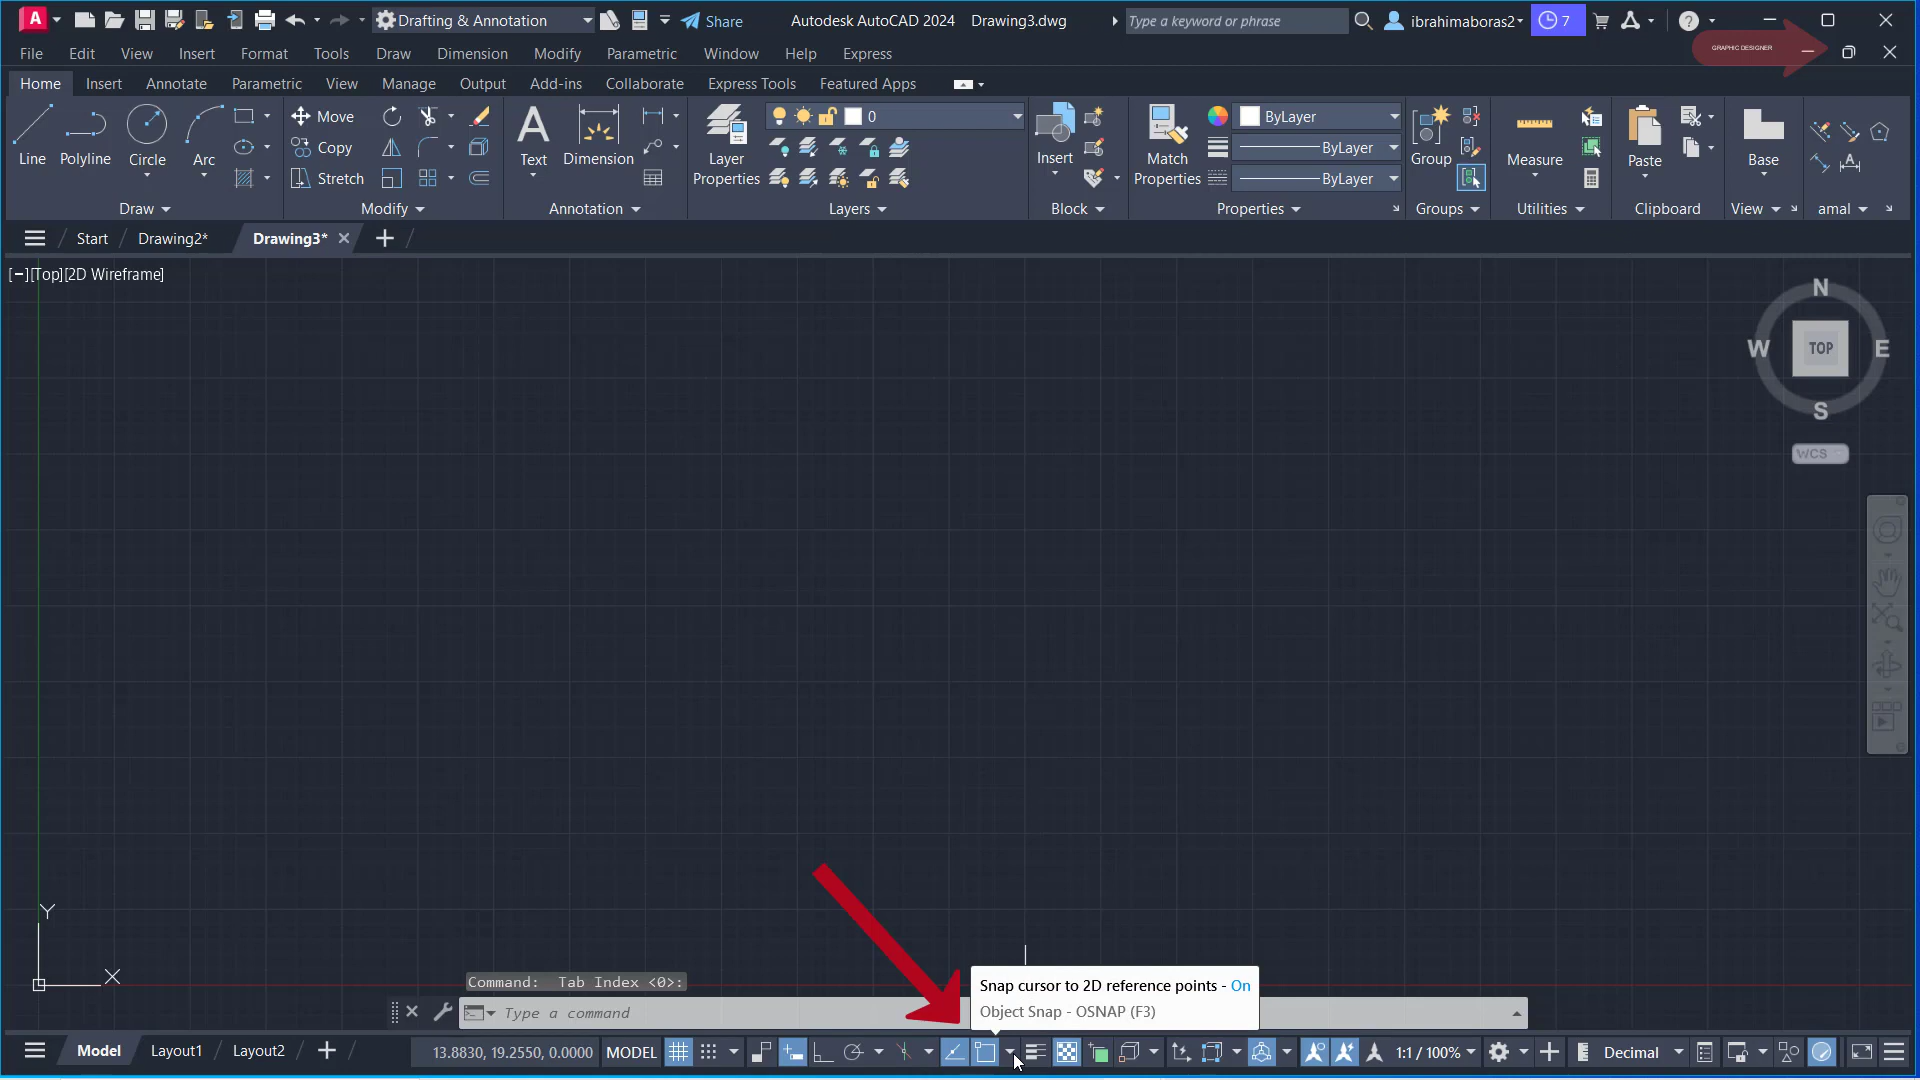 Drafting & Annotation
Share
Autodesk AutoCAD 2024 Drawing3.dwg
Type a keyword or phrase
ibrahimaboras2
7
GRAPHIC DESIGNER
File Edit View Insert Format Tools Draw Dimension Modify Parametric Window Help Express
Home Insert Annotate Parametric View Manage Output Add-ins Collaborate Express Tools Featured Apps
Line Polyline Circle Arc
Move
Copy
Stretch
Text Dimension
Layer Properties
0
Insert
Match Properties
ByLayer
ByLayer
ByLayer
Group
Measure
Paste
Base
Draw Modify Annotation Layers Block Properties Groups Utilities Clipboard View amal
Start Drawing2* Drawing3*
[−][Top][2D Wireframe]
N
W TOP E
S
WCS
Y
X
Command: Tab Index <0>:
Type a command
Snap cursor to 2D reference points - On
Object Snap - OSNAP (F3)
Model Layout1 Layout2
13.8830, 19.2550, 0.0000 MODEL
1:1 / 100%
Decimal